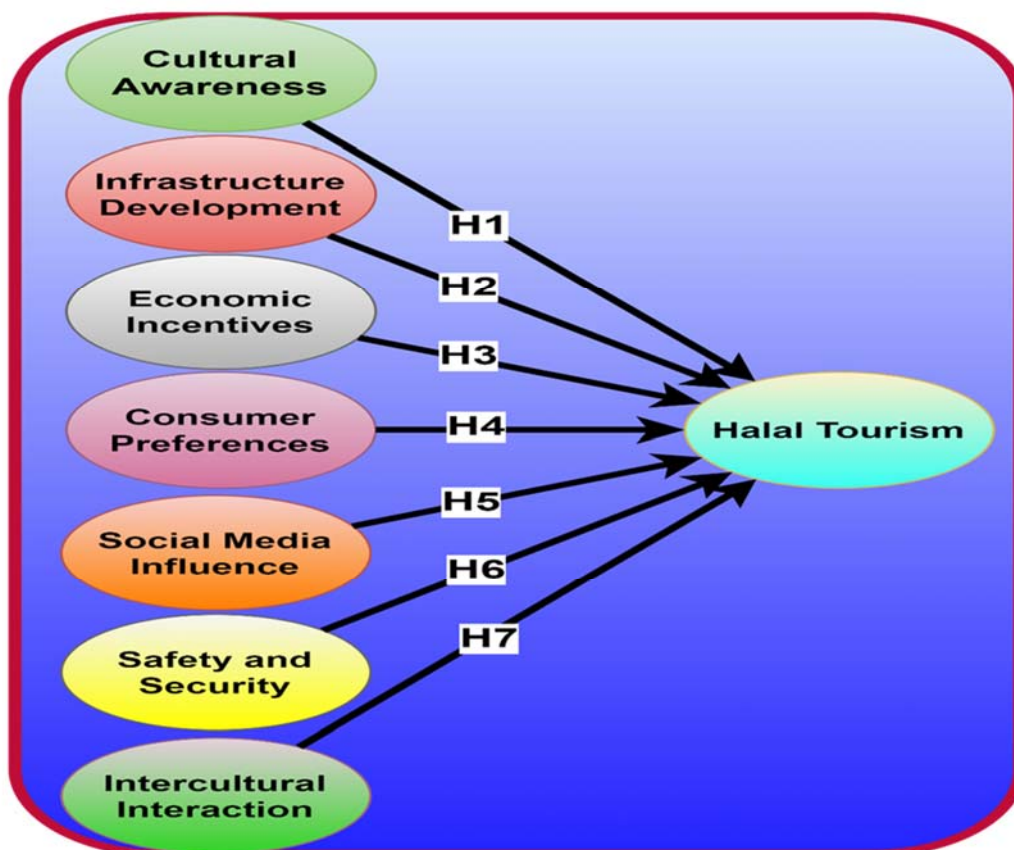 Cultural
Awareness
H1
Infrastructure
Development
H2
Economic
Incentives
H3
Consumer
Preferences
H4
Halal Tourism
Social Media
Influence
H5
Safety and
Security
H6
Intercultural
Interaction
H7